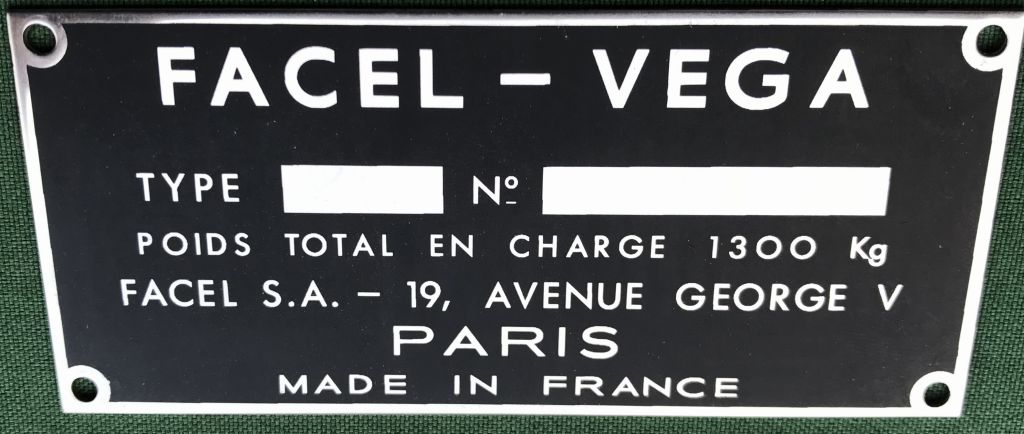 FACEL – VEGA
TYPE Nº
POIDS TOTAL EN CHARGE 1300 Kg
FACEL S.A. – 19, AVENUE GEORGE V
PARIS
MADE IN FRANCE